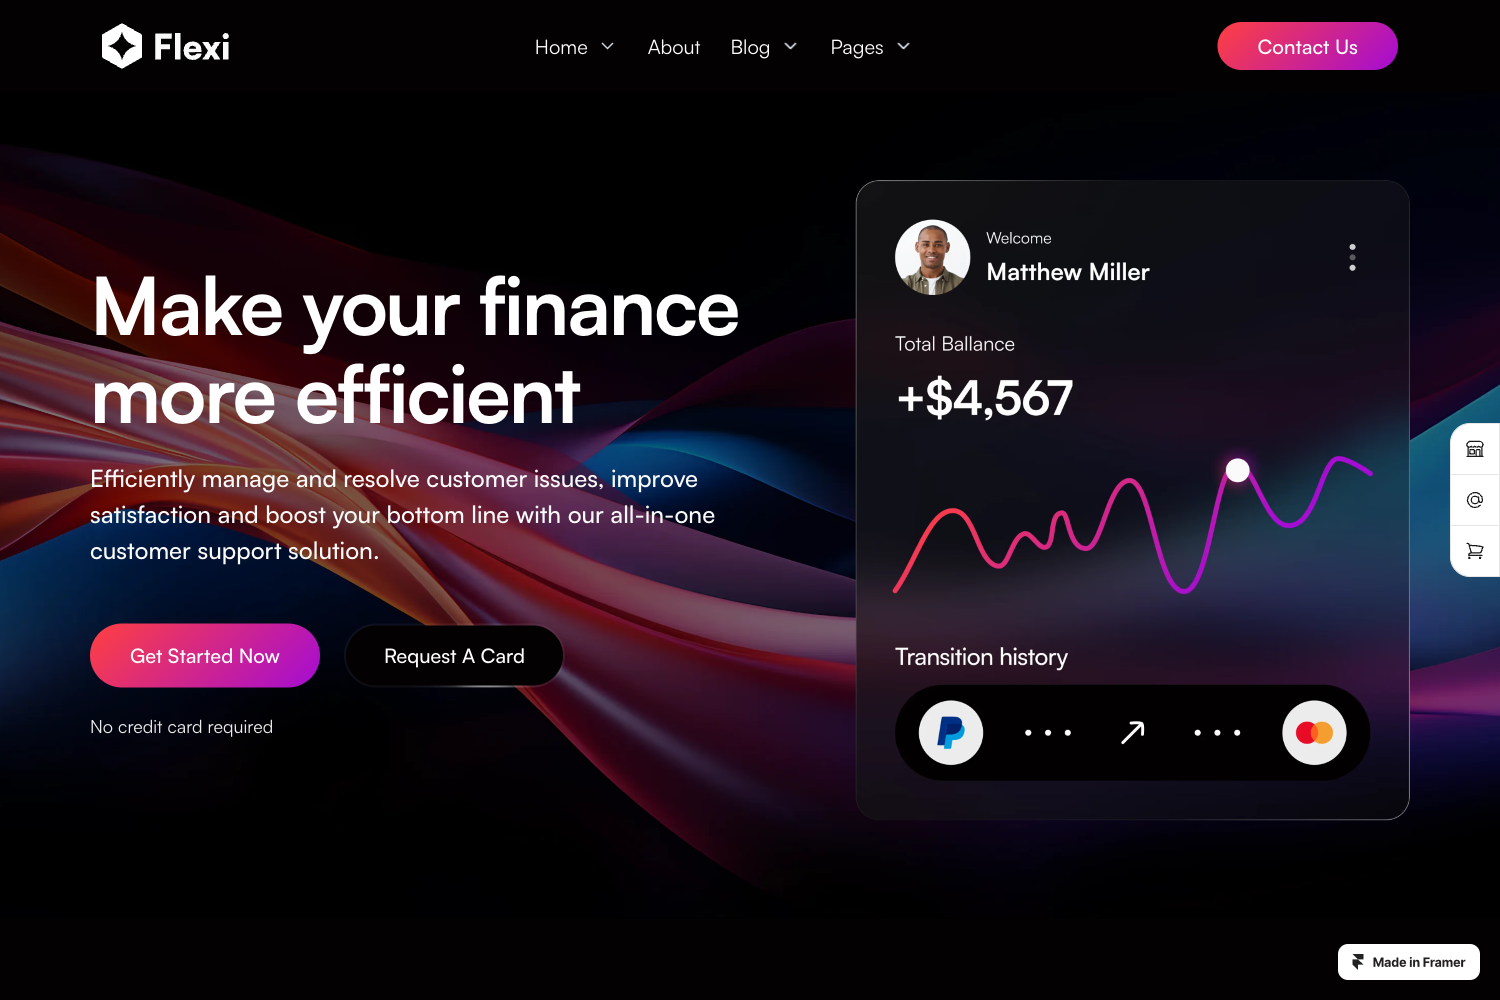 Flexi
Home
About
Blog
Pages
Contact Us
Make your finance
more efficient
Efficiently manage and resolve customer issues, improve
satisfaction and boost your bottom line with our all-in-one
customer support solution.
Get Started Now
Request A Card
No credit card required
Welcome
Matthew Miller
Total Ballance
+$4,567
Transition history
Made in Framer